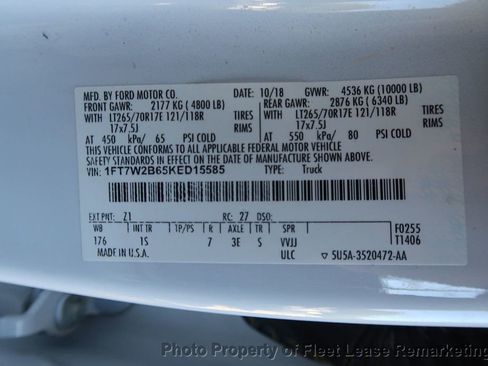 MFD. BY FORD MOTOR CO.
10/18 GVWR: 4536 KG (10000 LB)
FRONT GAWR: 2177 KG ( 4800 LB) REAR GAWR: 2876 KG ( 6340 LB)
WITH LT265/70R17E 121/118R TIRES WITH LT265/70R17E 121/118R TIRES
17x7.5J RIMS 17x7.5J RIMS
AT 450 kPa/ 65 PSI COLD AT 550 kPa/ 80 PSI COLD
THIS VEHICLE CONFORMS TO ALL APPLICABLE FEDERAL MOTOR VEHICLE
SAFETY STANDARDS IN EFFECT ON THE DATE OF MANUFACTURE SHOWN ABOVE.
VIN: 1FT7W2B65KED15585 TYPE: Truck
EXT PNT: Z1 RC: 27 DSO: F0255
WB TP/PS R AXLE TR SPR T1406
176 1S 7 3E S VVJJ
MADE IN U.S.A. ULC 5U5A-3520472-AA
Photo Property of Fleet Lease Remarketing